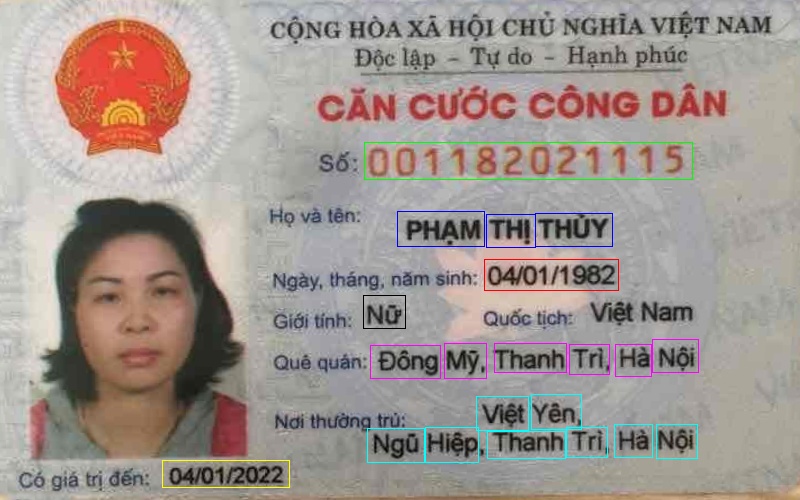 CỘNG HÒA XÃ HỘI CHỦ NGHĨA VIỆT NAM
Độc lập - Tự do - Hạnh phúc
CĂN CƯỚC CÔNG DÂN
Số: 001182021115
Họ và tên: PHẠM THỊ THỦY
Ngày, tháng, năm sinh: 04/01/1982
Giới tính: Nữ Quốc tịch: Việt Nam
Quê quán: Đông Mỹ, Thanh Trì, Hà Nội
Nơi thường trú: Việt Yên,
Ngũ Hiệp, Thanh Trì, Hà Nội
Có giá trị đến: 04/01/2022